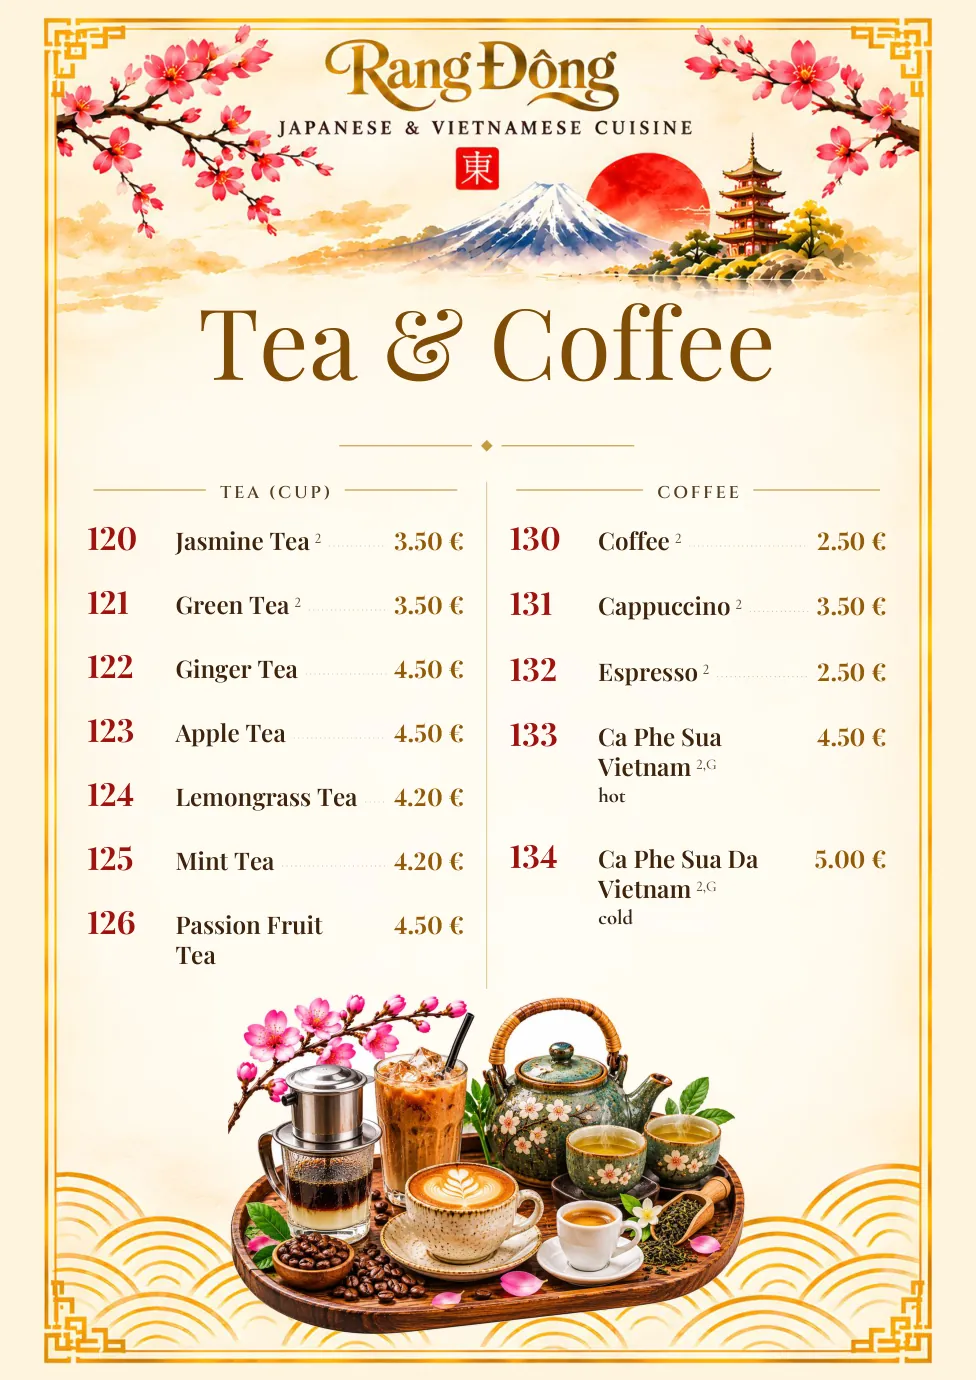 Rang Đông
JAPANESE & VIETNAMESE CUISINE
東
Tea & Coffee
TEA (CUP)
120 Jasmine Tea 2 3.50 €
121 Green Tea 2 3.50 €
122 Ginger Tea 4.50 €
123 Apple Tea 4.50 €
124 Lemongrass Tea 4.20 €
125 Mint Tea 4.20 €
126 Passion Fruit 4.50 €
Tea
COFFEE
130 Coffee 2 2.50 €
131 Cappuccino 2 3.50 €
132 Espresso 2 2.50 €
133 Ca Phe Sua 4.50 €
Vietnam 2,G
hot
134 Ca Phe Sua Da 5.00 €
Vietnam 2,G
cold